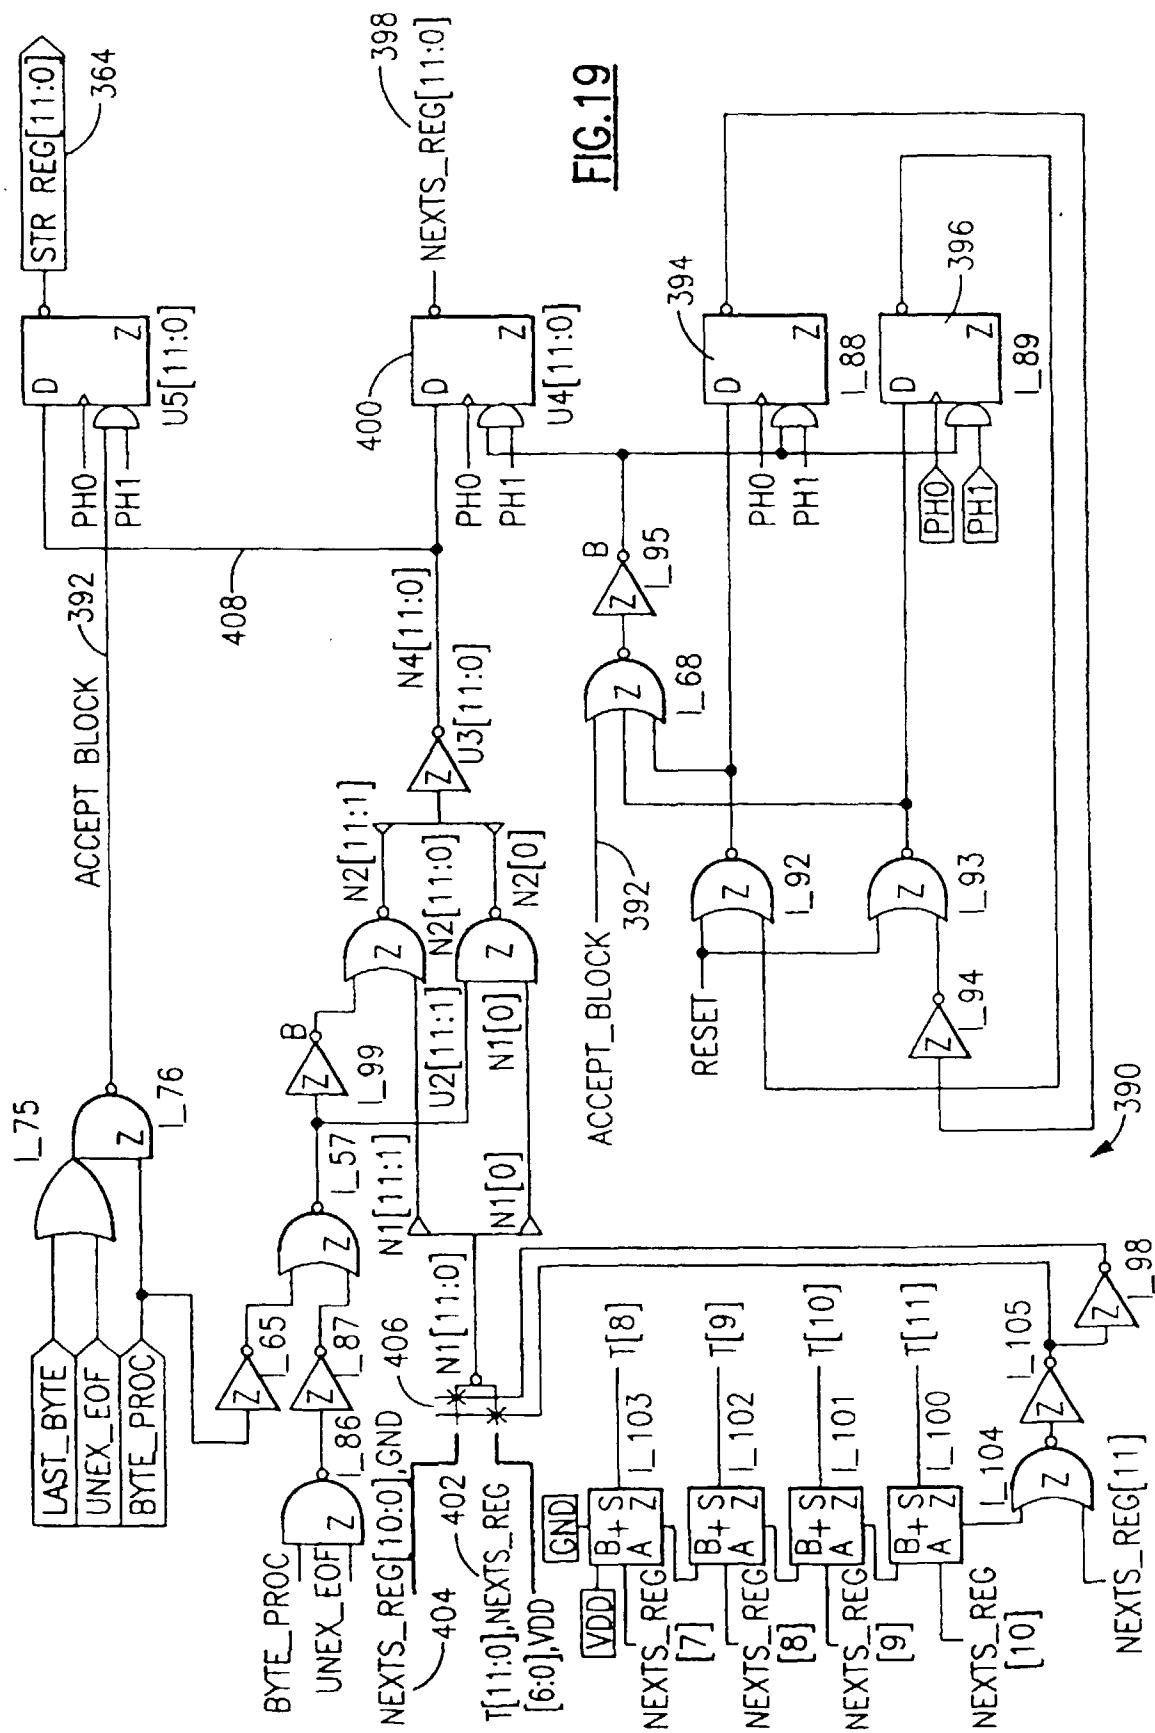 STR REG[11:0]
364
U5[11:0]
D
Z
PH0
PH1
ACCEPT BLOCK
392
408
I_75
I_76
Z
LAST_BYTE
UNEX_EOF
BYTE_PROC
NEXTS_REG[11:0]
398
400
D
Z
U4[11:0]
PH0
PH1
N4[11:0]
U3[11:0]
Z
N2[11:1]
N2[11:0]
N2[0]
Z
Z
U2[11:1]
N1[0]
B
Z
I_99
N1[11:1]
N1[0]
I_57
Z
I_65
Z
I_87
Z
I_86
Z
BYTE_PROC
UNEX_EOF
N1[11:0]
406
NEXTS_REG[10:0],GND
404
402
T[11:0],NEXTS_REG
[6:0],VDD
FIG.19
394
D
Z
I_88
PH0
PH1
396
D
Z
I_89
PH0
PH1
B
Z
I_95
Z
I_68
ACCEPT_BLOCK
392
Z
I_92
Z
I_93
RESET
Z
I_94
390
GND
VDD
B+S
A Z
I_103
T[8]
NEXTS_REG
[7]
B+S
A Z
I_102
T[9]
NEXTS_REG
[8]
B+S
A Z
I_101
T[10]
NEXTS_REG
[9]
B+S
A Z
I_100
T[11]
NEXTS_REG
[10]
I_104
Z
I_105
Z
I_98
Z
NEXTS_REG[11]